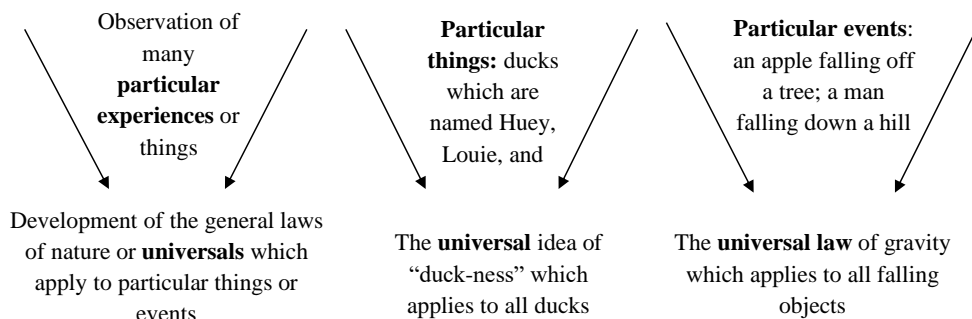 Observation of
many
particular
experiences or
things
Particular
things: ducks
which are
named Huey,
Louie, and
Particular events:
an apple falling off
a tree; a man
falling down a hill
Development of the general laws
of nature or universals which
apply to particular things or
events
The universal idea of
“duck-ness” which
applies to all ducks
The universal law of gravity
which applies to all falling
objects